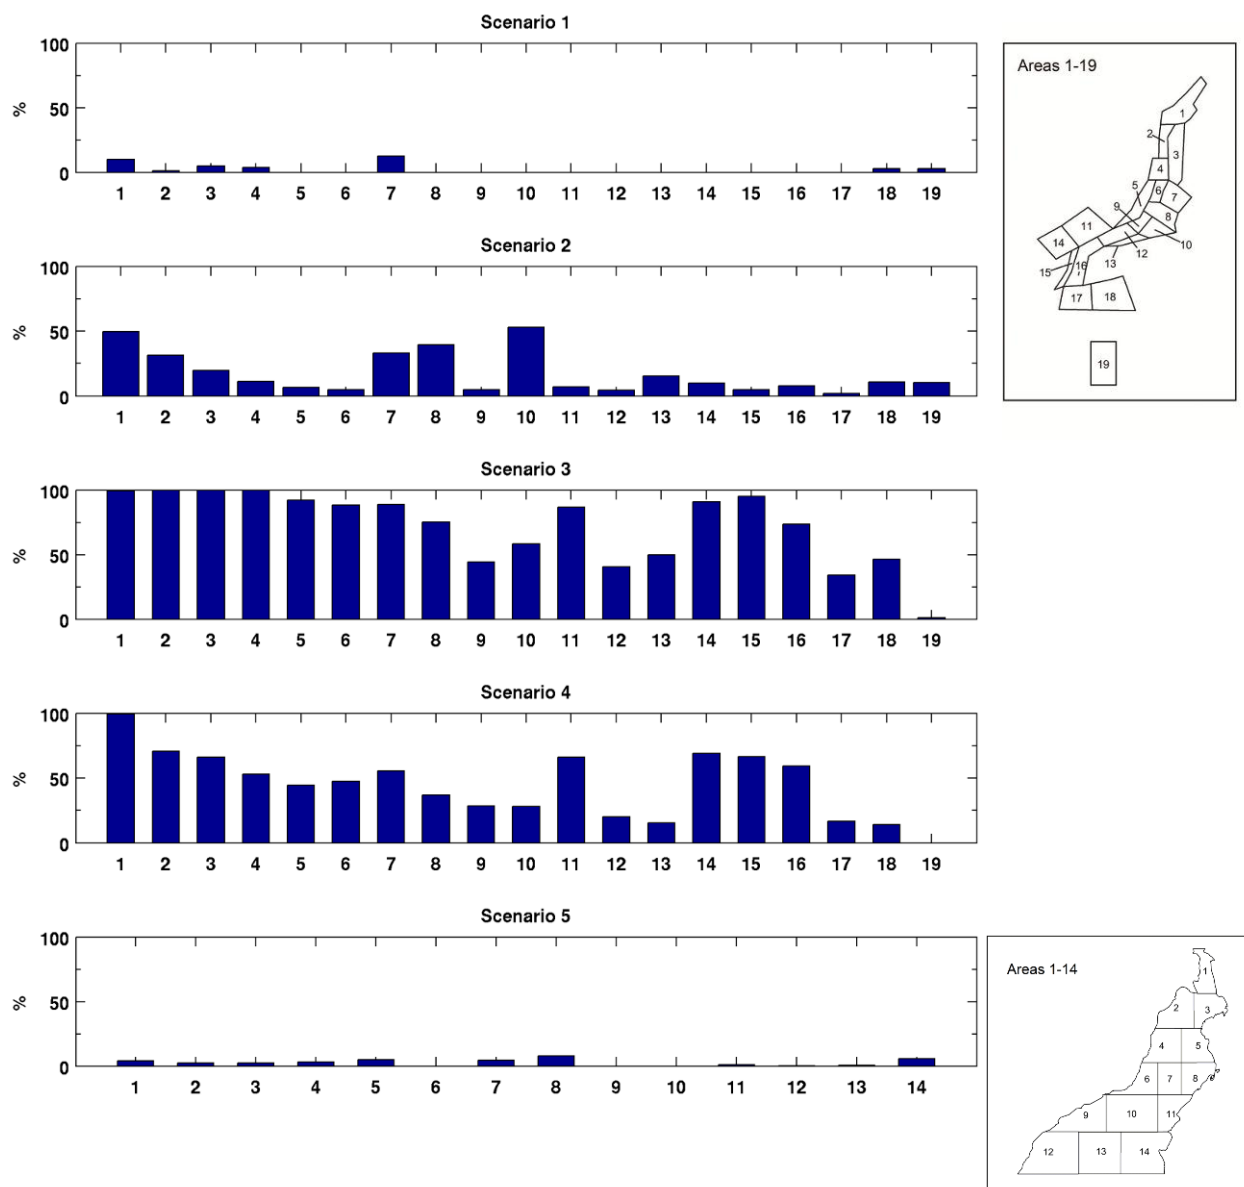 Scenario 1
100
50
0
%
1 2 3 4 5 6 7 8 9 10 11 12 13 14 15 16 17 18 19
Areas 1-19
1
2
3
4
5
6
7
9
8
11
14
10
12
13
15
16
17
18
19
Scenario 2
100
50
0
%
1 2 3 4 5 6 7 8 9 10 11 12 13 14 15 16 17 18 19
Scenario 3
100
50
0
%
1 2 3 4 5 6 7 8 9 10 11 12 13 14 15 16 17 18 19
Scenario 4
100
50
0
%
1 2 3 4 5 6 7 8 9 10 11 12 13 14 15 16 17 18 19
Scenario 5
100
50
0
%
1 2 3 4 5 6 7 8 9 10 11 12 13 14
Areas 1-14
1
2 3
4 5
6 7 8
9 10 11
12 13 14